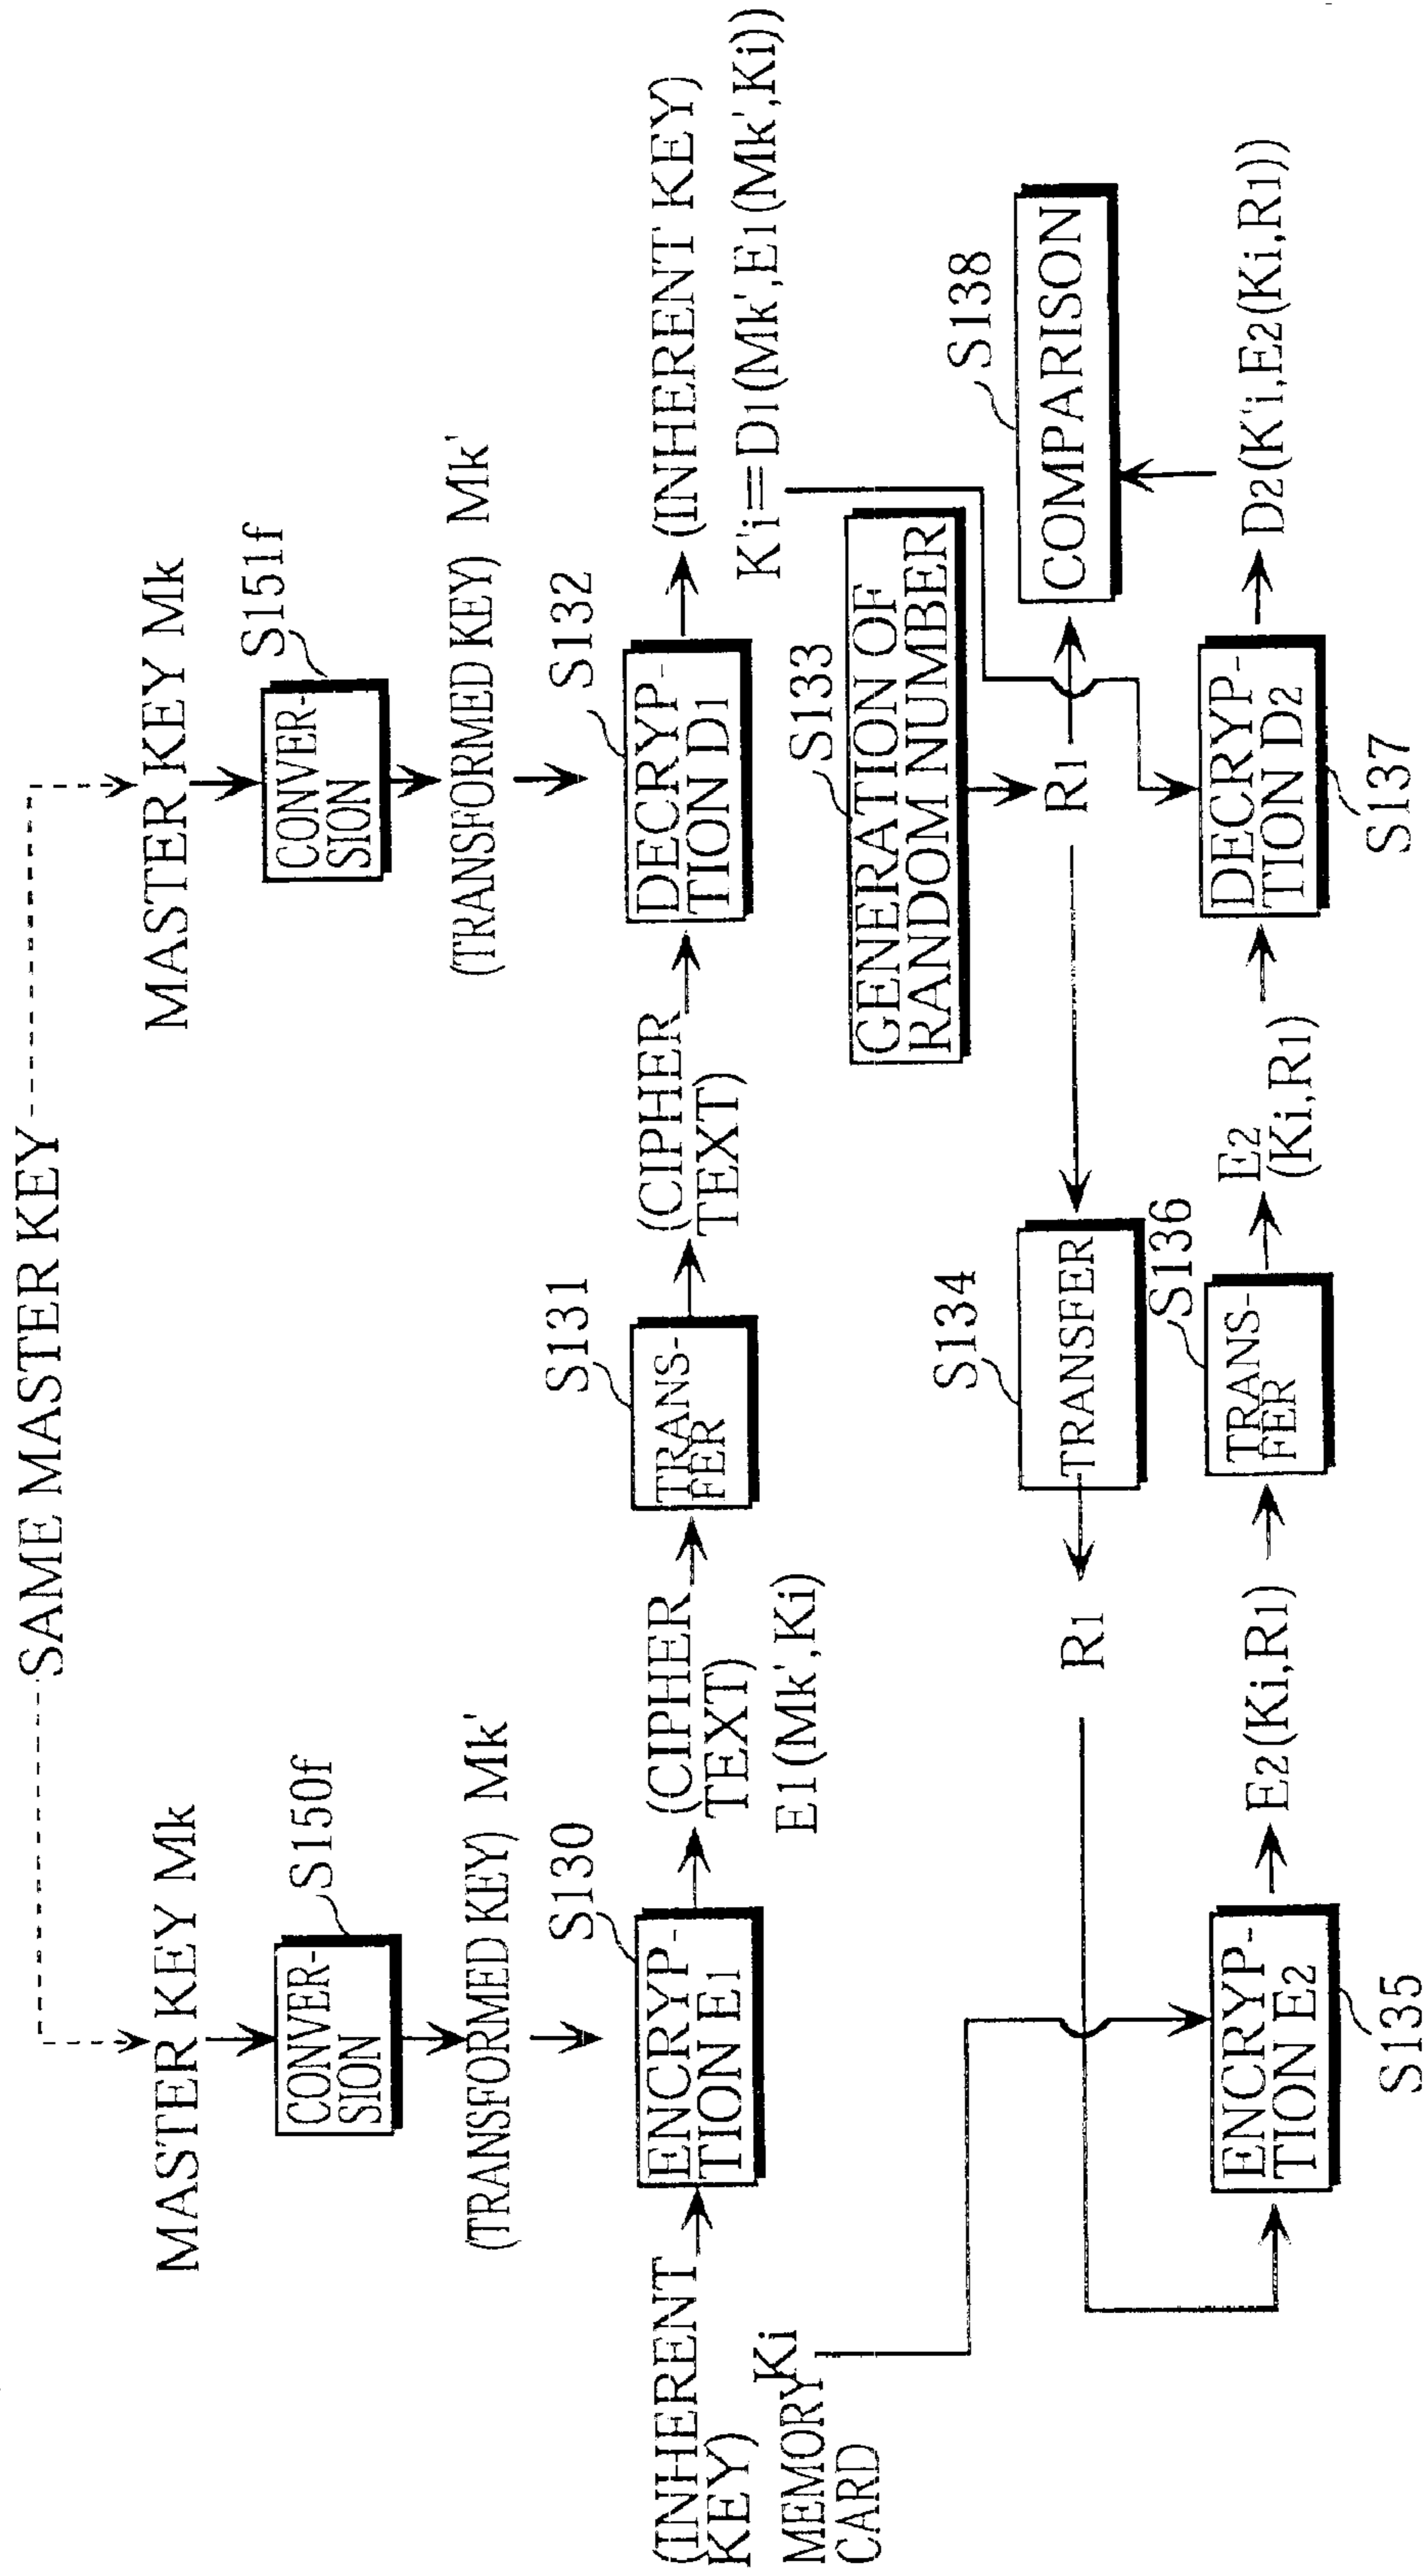 SAME MASTER KEY
MASTER KEY Mk
MASTER KEY Mk
S150f
CONVER-
SION
S151f
CONVER-
SION
(TRANSFORMED KEY) Mk'
(TRANSFORMED KEY) Mk'
S130
S131
S132
(INHERENT
KEY)
Ki
MEMORY
CARD
ENCRYP-
TION E1
(CIPHER
TEXT)
E1(Mk',Ki)
TRANS-
FER
(CIPHER
TEXT)
DECRYP-
TION D1
(INHERENT KEY)
K'i=D1(Mk',E1(Mk',Ki))
S133
GENERATION OF
RANDOM NUMBER
S134
S138
R1
TRANSFER
R1
COMPARISON
S136
ENCRYP-
TION E2
S135
E2(Ki,R1)
TRANS-
FER
E2
(Ki,R1)
DECRYP-
TION D2
S137
D2(K'i,E2(Ki,R1))